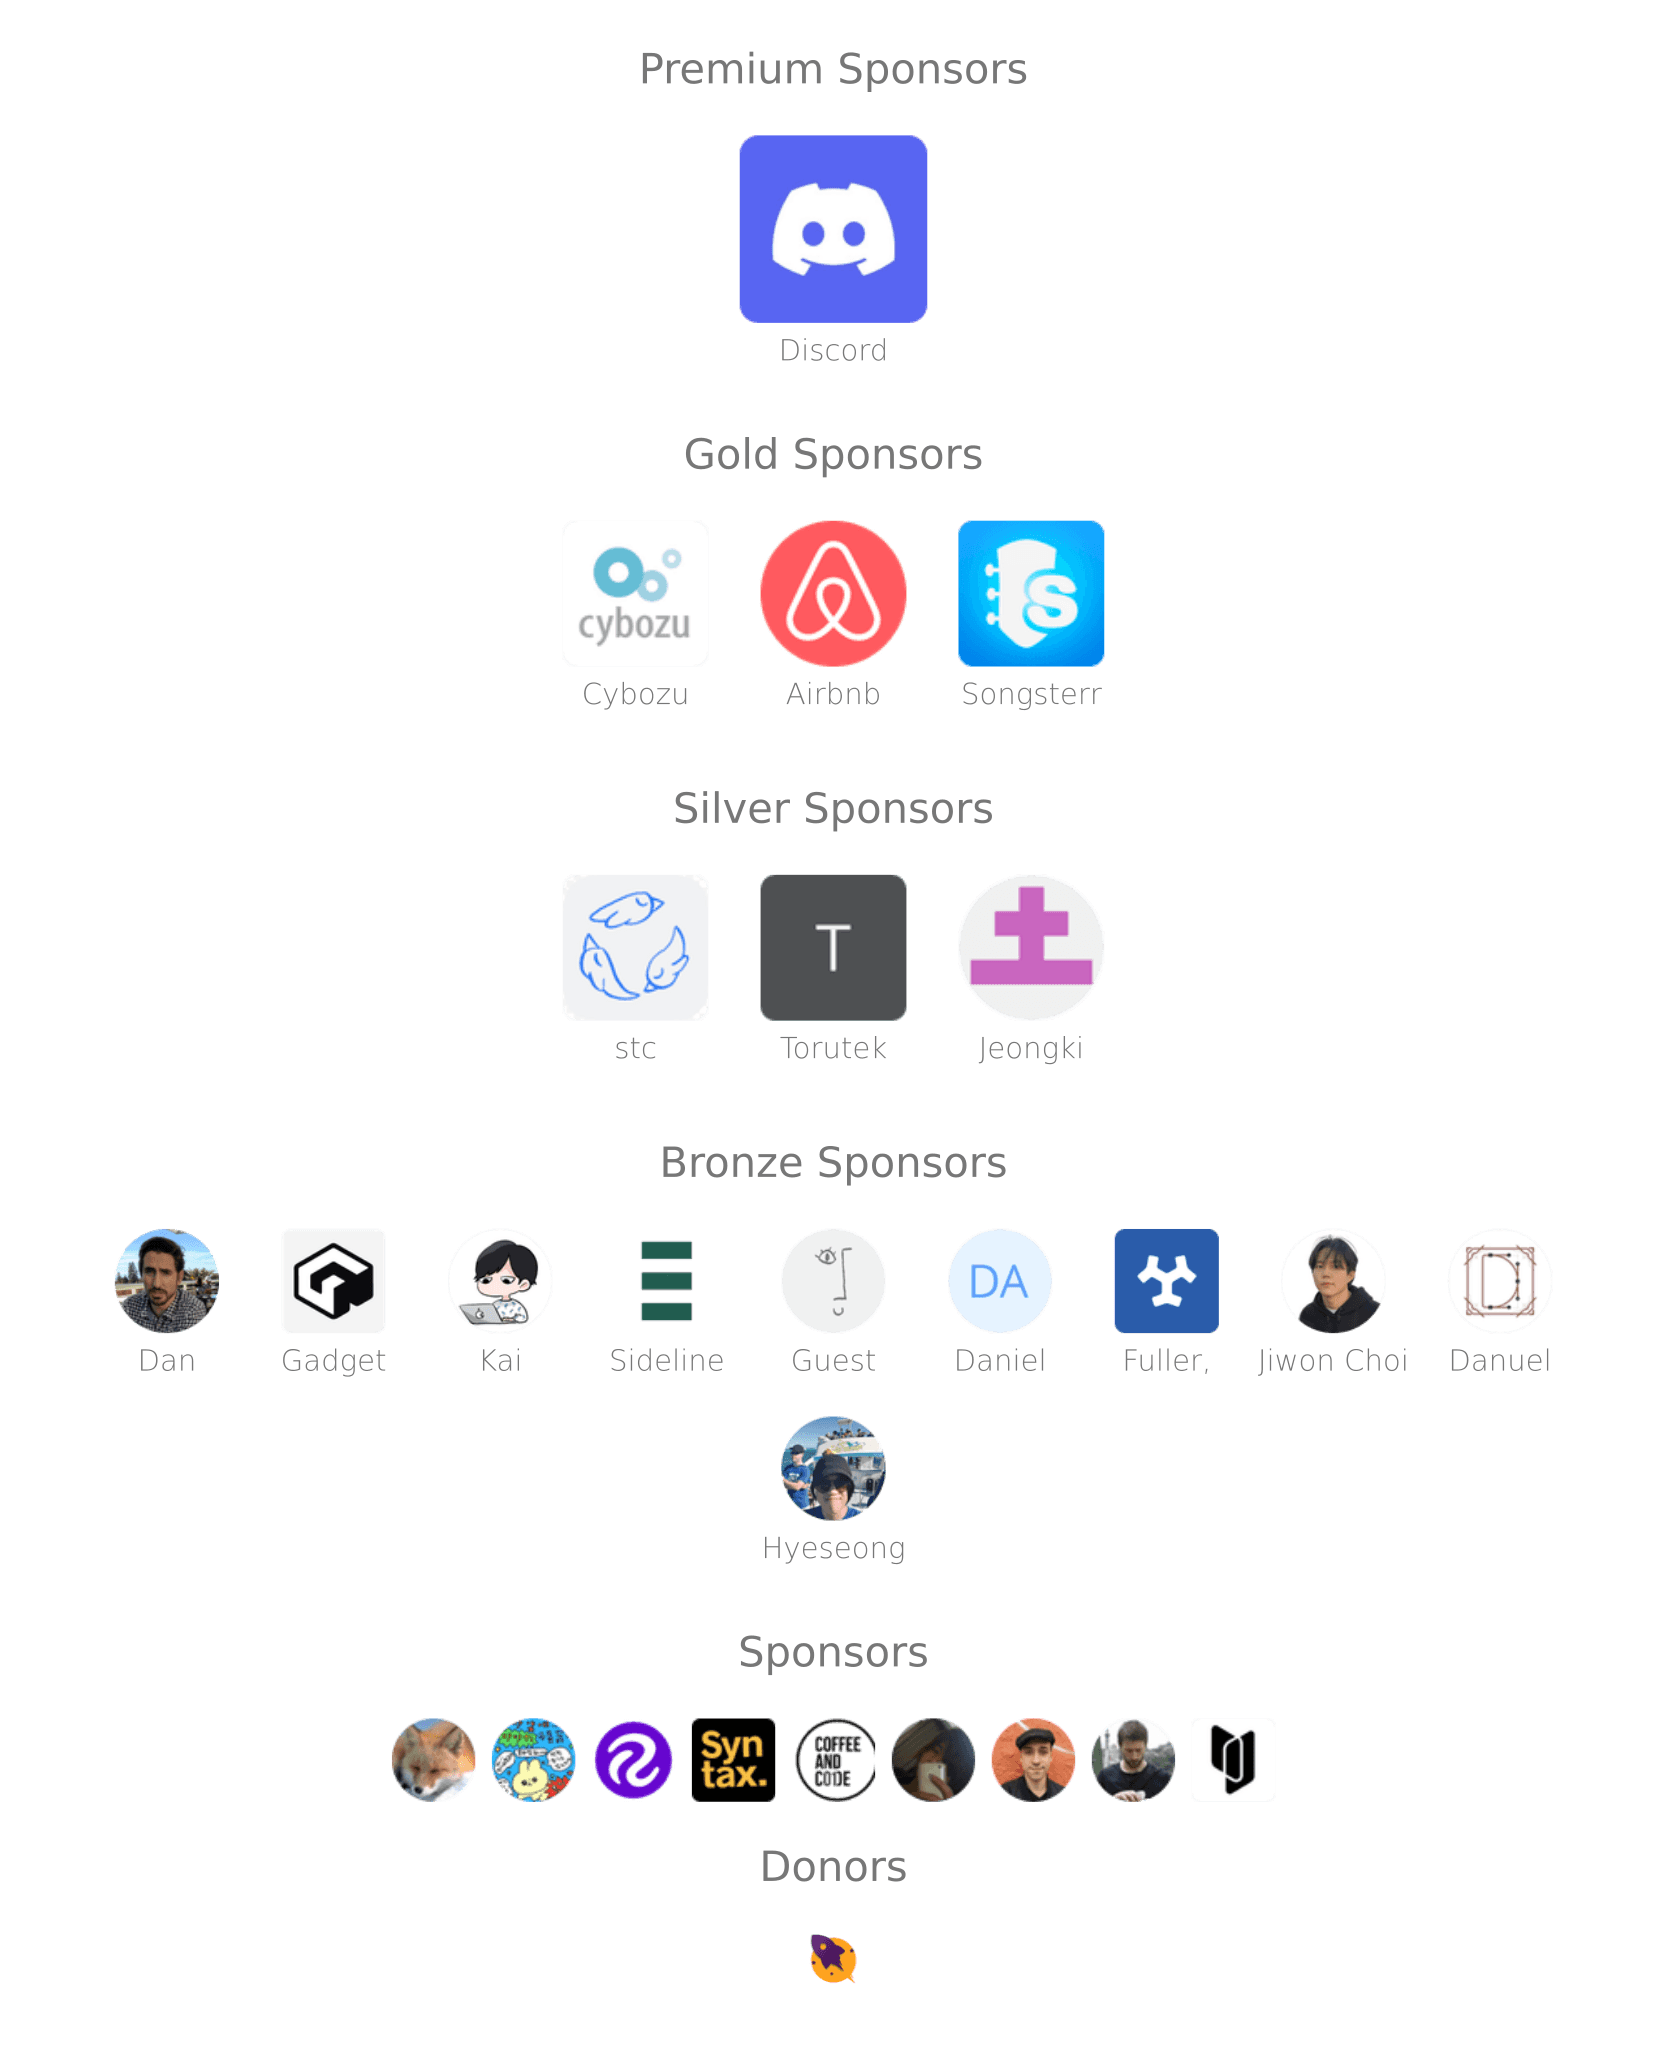 Premium Sponsors
Discord
Gold Sponsors
cybozu
S
Cybozu Airbnb Songsterr
Silver Sponsors
T
stc Torutek Jeongki
Bronze Sponsors
DA
Dan Gadget Kai Sideline Guest Daniel Fuller, Jiwon Choi Danuel
Hyeseong
Sponsors
Syn
tax.
COFFEE
AND
CODE
Donors